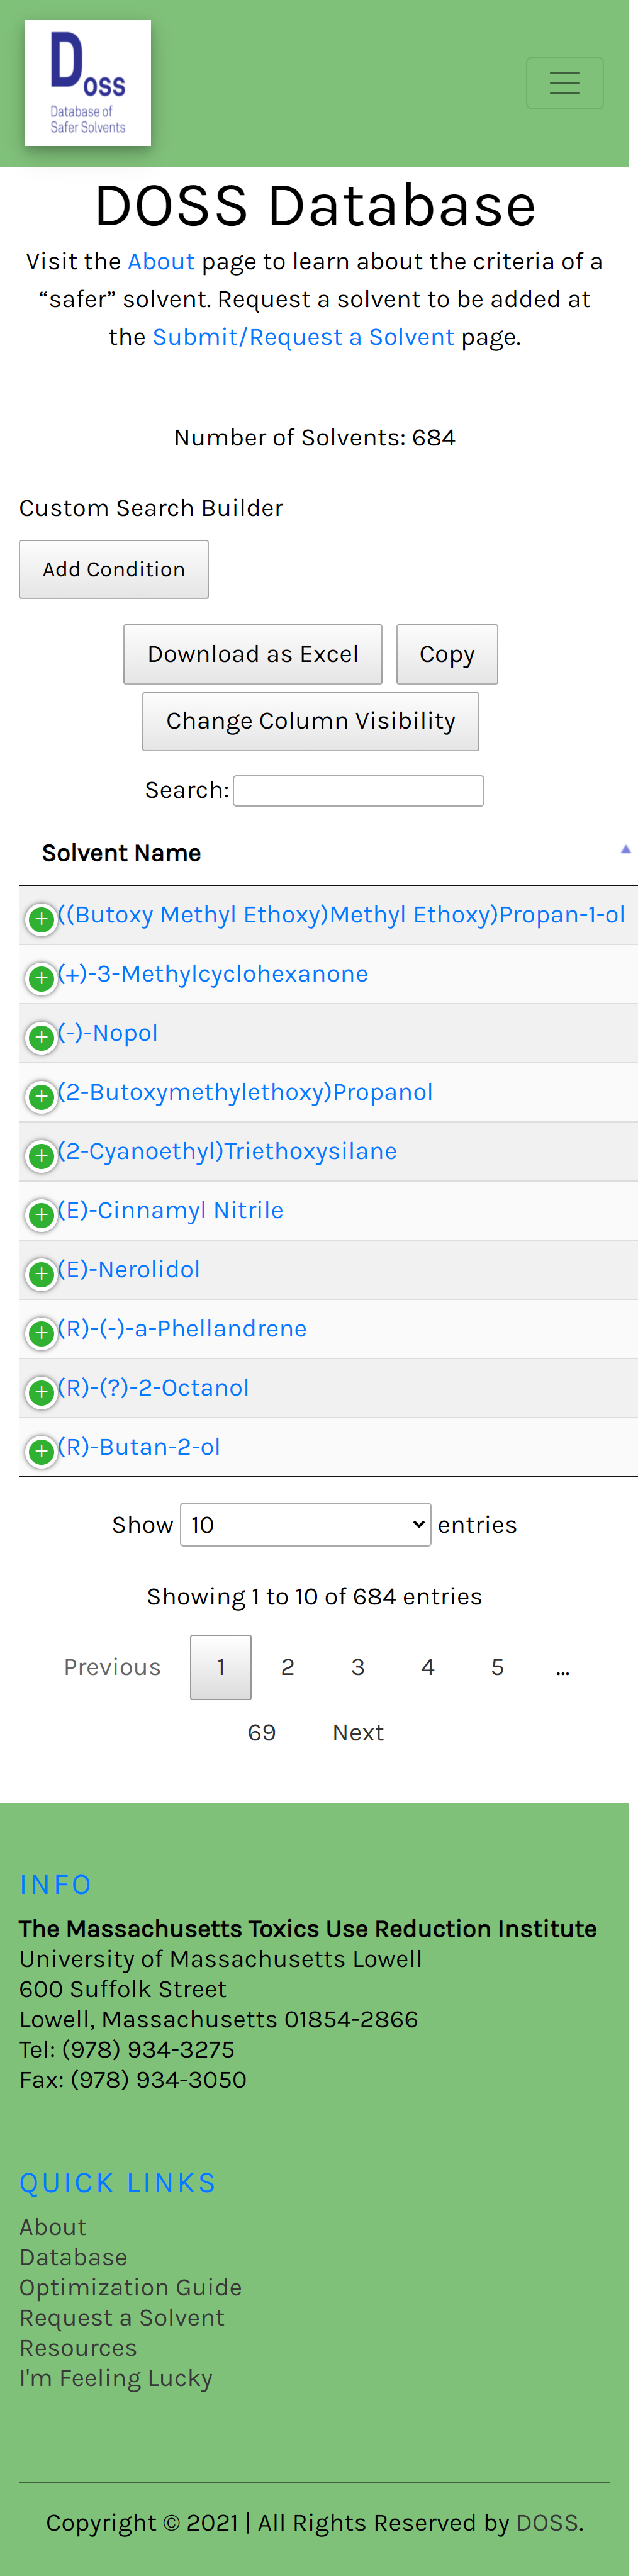 Doss
Database of
Safer Solvents
DOSS Database
Visit the About page to learn about the criteria of a
“safer” solvent. Request a solvent to be added at
the Submit/Request a Solvent page.
Number of Solvents: 684
Custom Search Builder
Add Condition
Download as Excel Copy
Change Column Visibility
Search:
Solvent Name
((Butoxy Methyl Ethoxy)Methyl Ethoxy)Propan-1-ol
(+)-3-Methylcyclohexanone
(-)-Nopol
(2-Butoxymethylethoxy)Propanol
(2-Cyanoethyl)Triethoxysilane
(E)-Cinnamyl Nitrile
(E)-Nerolidol
(R)-(-)-a-Phellandrene
(R)-(?)-2-Octanol
(R)-Butan-2-ol
Show 10 entries
Showing 1 to 10 of 684 entries
Previous 1 2 3 4 5 …
69 Next
INFO
The Massachusetts Toxics Use Reduction Institute
University of Massachusetts Lowell
600 Suffolk Street
Lowell, Massachusetts 01854-2866
Tel: (978) 934-3275
Fax: (978) 934-3050
QUICK LINKS
About
Database
Optimization Guide
Request a Solvent
Resources
I'm Feeling Lucky
Copyright © 2021 | All Rights Reserved by DOSS.